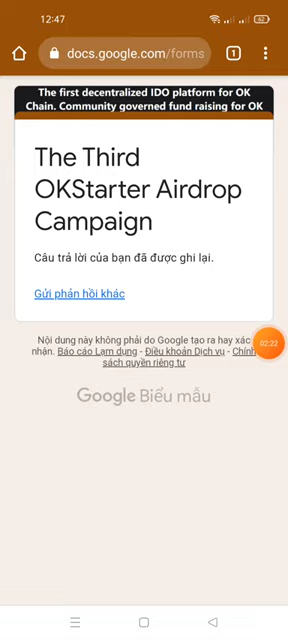 12:47
62
docs.google.com/forms
1
The first decentralized IDO platform for OK
Chain. Community governed fund raising for OK
The Third
OKStarter Airdrop
Campaign
Câu trả lời của bạn đã được ghi lại.
Gửi phản hồi khác
Nội dung này không phải do Google tạo ra hay xác
nhận. Báo cáo Lạm dụng - Điều khoản Dịch vụ - Chính
sách quyền riêng tư
02:22
Google Biểu mẫu